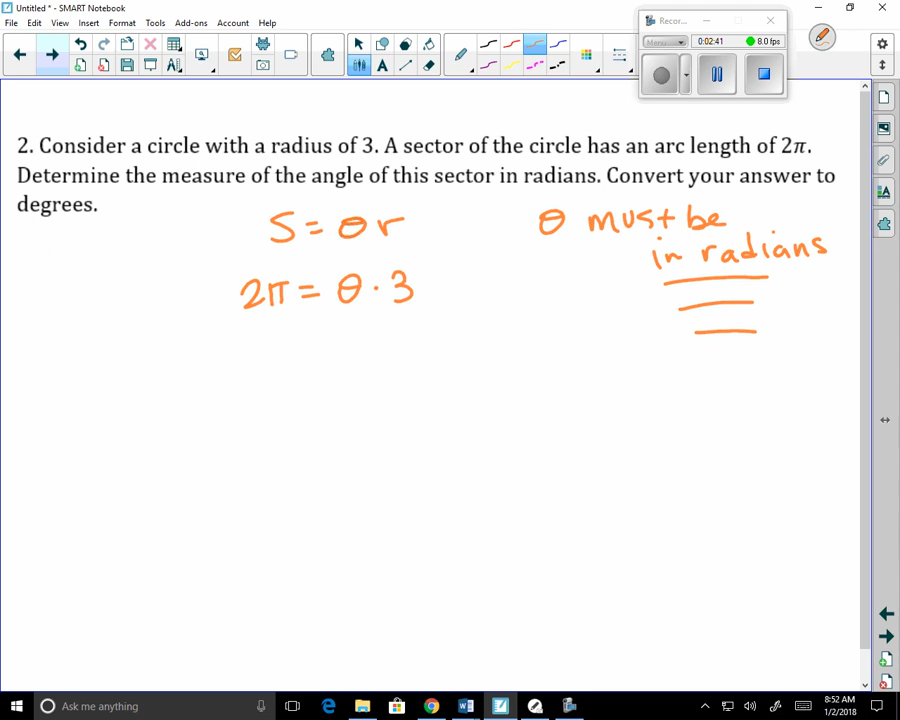 Untitled * - SMART Notebook
File Edit View Insert Format Tools Add-ons Account Help
Recor...
Menu
0:02:41
8.0 fps
2. Consider a circle with a radius of 3. A sector of the circle has an arc length of 2π.
Determine the measure of the angle of this sector in radians. Convert your answer to
degrees.
S = θ r
θ must be
in radians
2π = θ · 3
Ask me anything
8:52 AM
1/2/2018